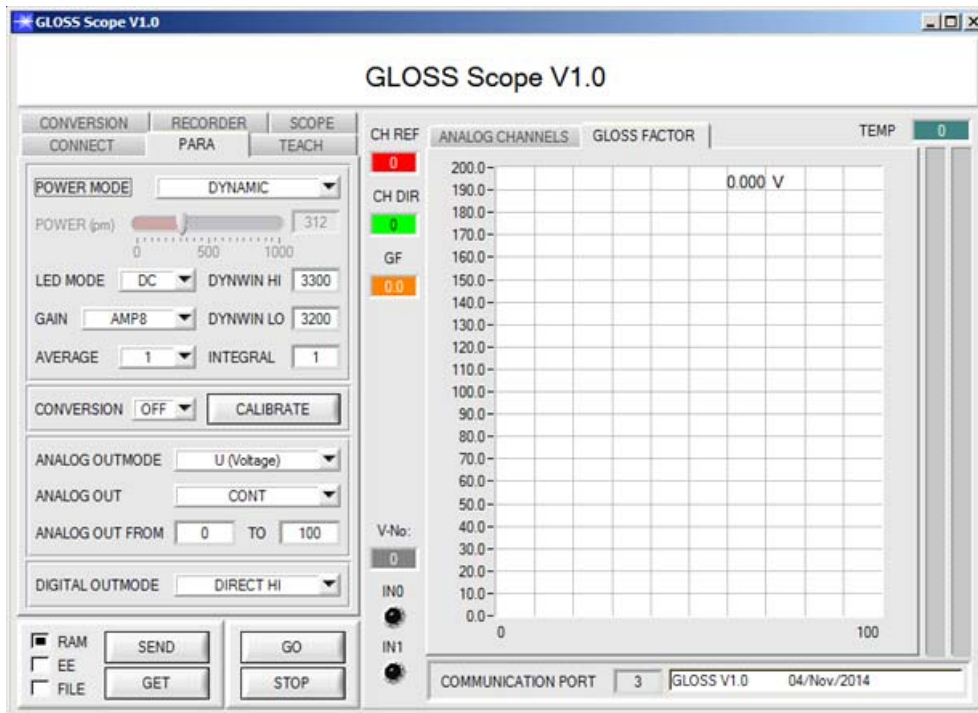 GLOSS Scope V1.0
GLOSS Scope V1.0
CONVERSION RECORDER SCOPE
CONNECT PARA TEACH
POWER MODE DYNAMIC
POWER (pm) 312
0 500 1000
LED MODE DC DYNWIN HI 3300
GAIN AMP8 DYNWIN LO 3200
AVERAGE 1 INTEGRAL 1
CONVERSION OFF CALIBRATE
ANALOG OUTMODE U (Voltage)
ANALOG OUT CONT
ANALOG OUT FROM 0 TO 100
DIGITAL OUTMODE DIRECT HI
RAM
EE
FILE
SEND
GET
GO
STOP
CH REF
0
CH DIR
0
GF
0.0
V-No:
0
IN0
IN1
ANALOG CHANNELS GLOSS FACTOR
TEMP 0
0.000 V
200.0
190.0
180.0
170.0
160.0
150.0
140.0
130.0
120.0
110.0
100.0
90.0
80.0
70.0
60.0
50.0
40.0
30.0
20.0
10.0
0.0
0 100
COMMUNICATION PORT 3 GLOSS V1.0 04/Nov/2014